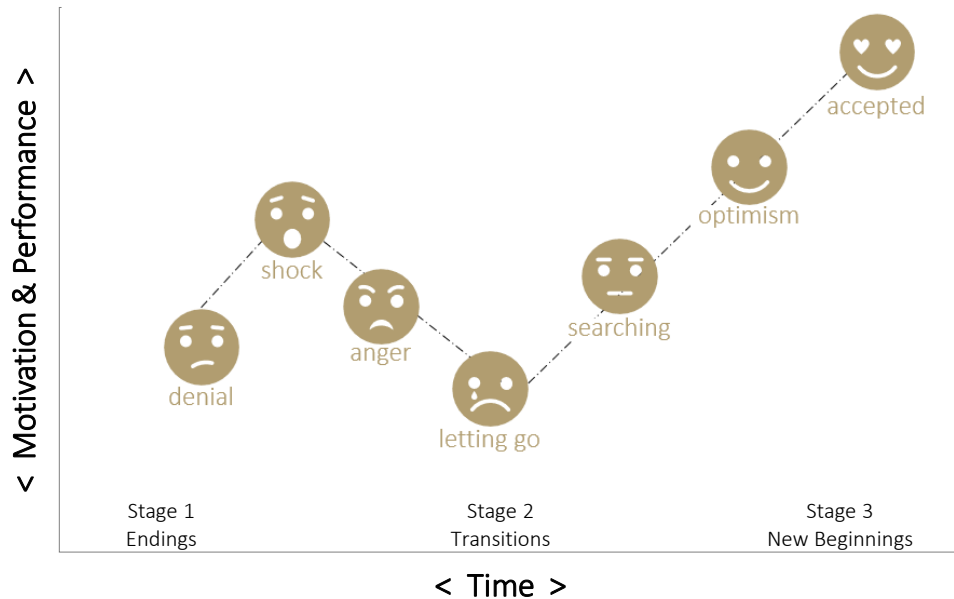 < Motivation & Performance >
accepted
optimism
shock
searching
anger
denial
letting go
Stage 1
Endings
Stage 2
Transitions
Stage 3
New Beginnings
< Time >